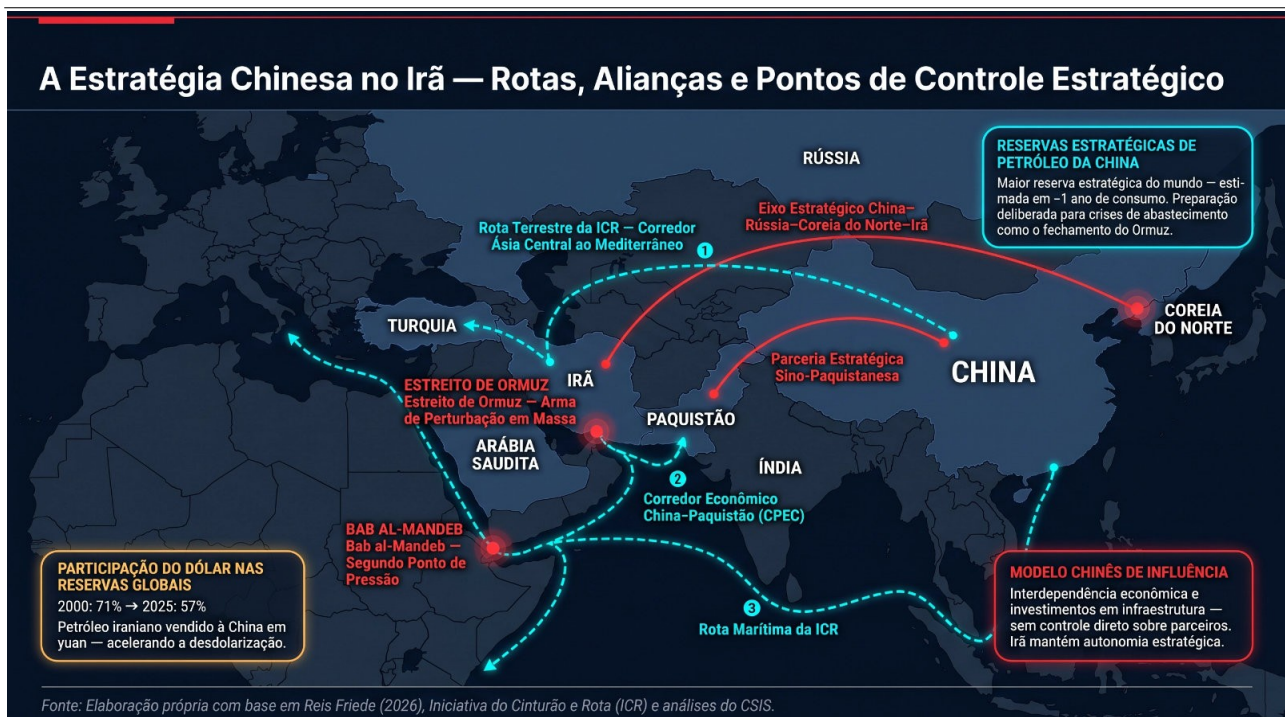 A Estratégia Chinesa no Irã — Rotas, Alianças e Pontos de Controle Estratégico
RESERVAS ESTRATÉGICAS DE
PETRÓLEO DA CHINA
Maior reserva estratégica do mundo — esti-
mada em ~1 ano de consumo. Preparação
deliberada para crises de abastecimento
como o fechamento do Ormuz.
RÚSSIA
Eixo Estratégico China–
Rússia–Coreia do Norte–Irã
Rota Terrestre da ICR — Corredor
Ásia Central ao Mediterrâneo
1
TURQUIA
COREIA
DO NORTE
Parceria Estratégica
Sino-Paquistanesa
CHINA
IRÃ
ESTREITO DE ORMUZ
Estreito de Ormuz — Arma
de Perturbação em Massa
PAQUISTÃO
ARÁBIA
SAUDITA
ÍNDIA
2
Corredor Econômico
China–Paquistão (CPEC)
BAB AL-MANDEB
Bab al-Mandeb —
Segundo Ponto de
Pressão
PARTICIPAÇÃO DO DÓLAR NAS
RESERVAS GLOBAIS
2000: 71% → 2025: 57%
Petróleo iraniano vendido à China em
yuan — acelerando a desdolarização.
3
Rota Marítima da ICR
MODELO CHINÊS DE INFLUÊNCIA
Interdependência econômica e
investimentos em infraestrutura —
sem controle direto sobre parceiros.
Irã mantém autonomia estratégica.
Fonte: Elaboração própria com base em Reis Friede (2026), Iniciativa do Cinturão e Rota (ICR) e análises do CSIS.